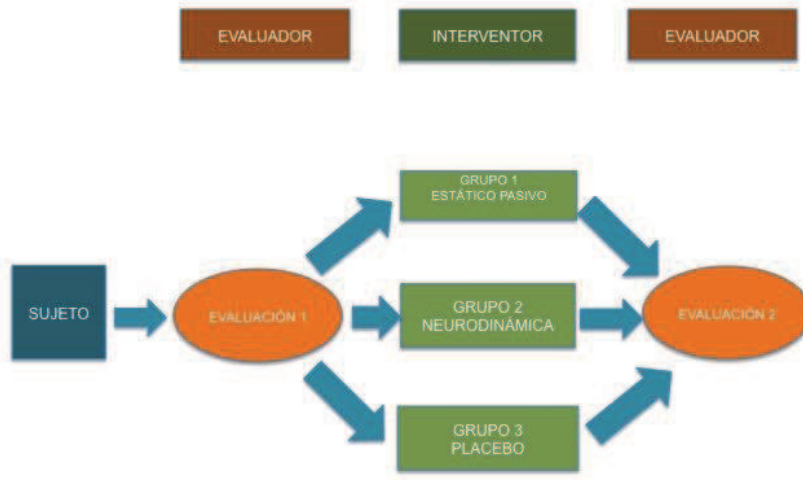 EVALUADOR
INTERVENTOR
EVALUADOR
GRUPO 1
ESTÁTICO PASIVO
SUJETO
EVALUACIÓN 1
GRUPO 2
NEURODINÁMICA
EVALUACIÓN 2
GRUPO 3
PLACEBO